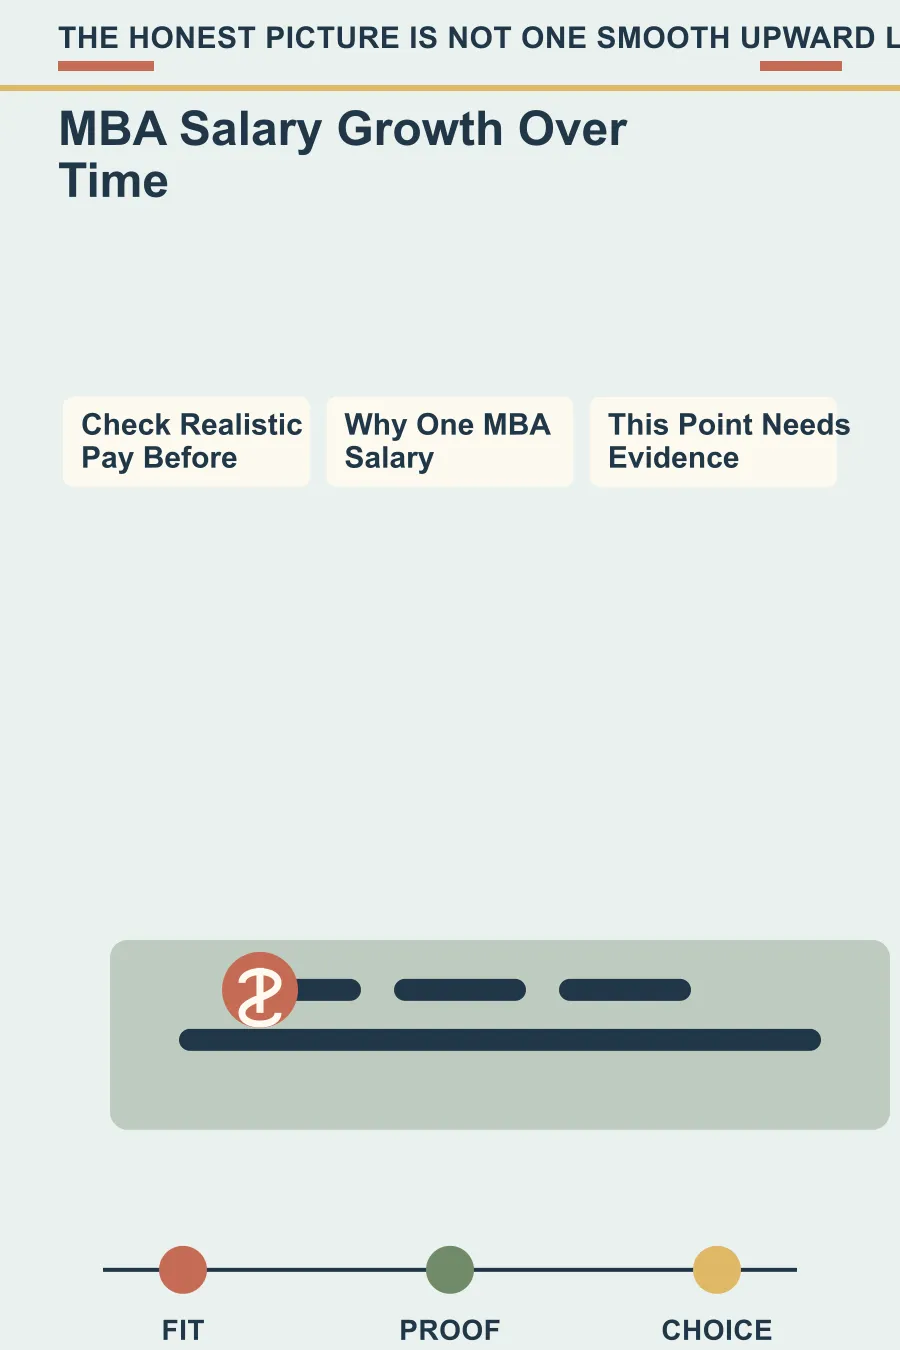 THE HONEST PICTURE IS NOT ONE SMOOTH UPWARD L
MBA Salary Growth Over
Time
Check Realistic
Pay Before
Why One MBA
Salary
This Point Needs
Evidence
FIT
PROOF
CHOICE